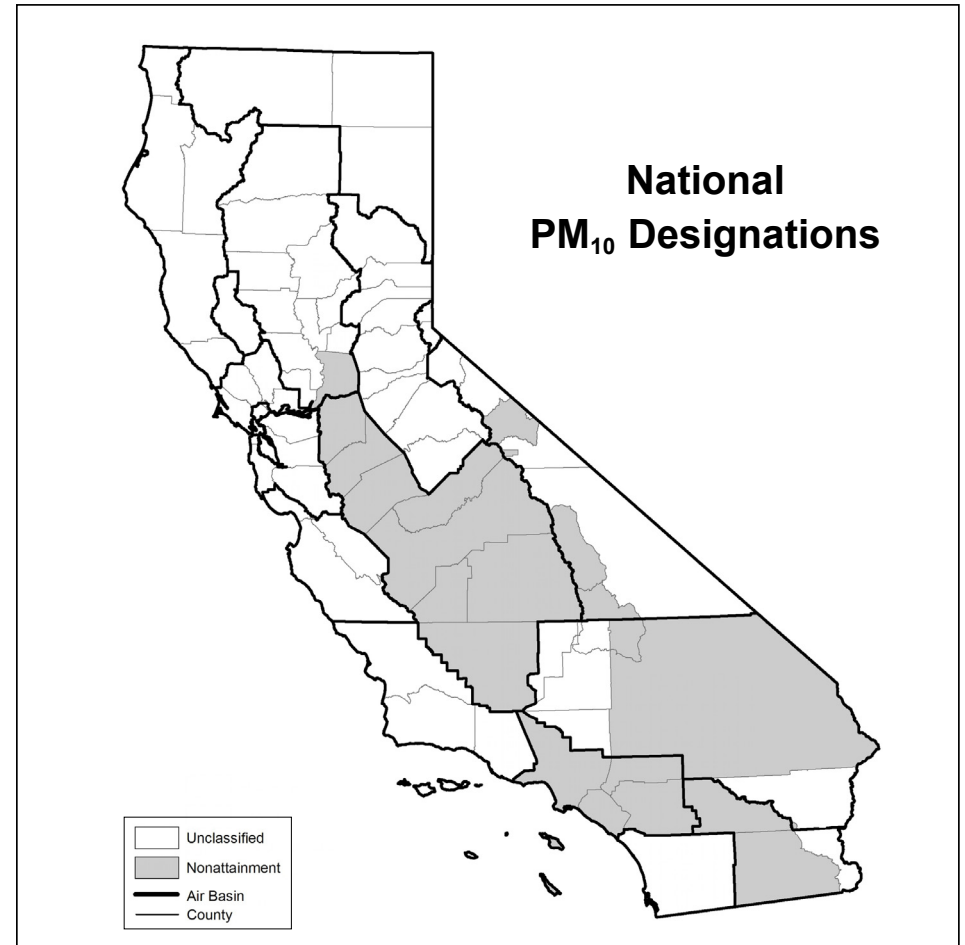 National
PM₁₀ Designations
Unclassified
Nonattainment
Air Basin
County